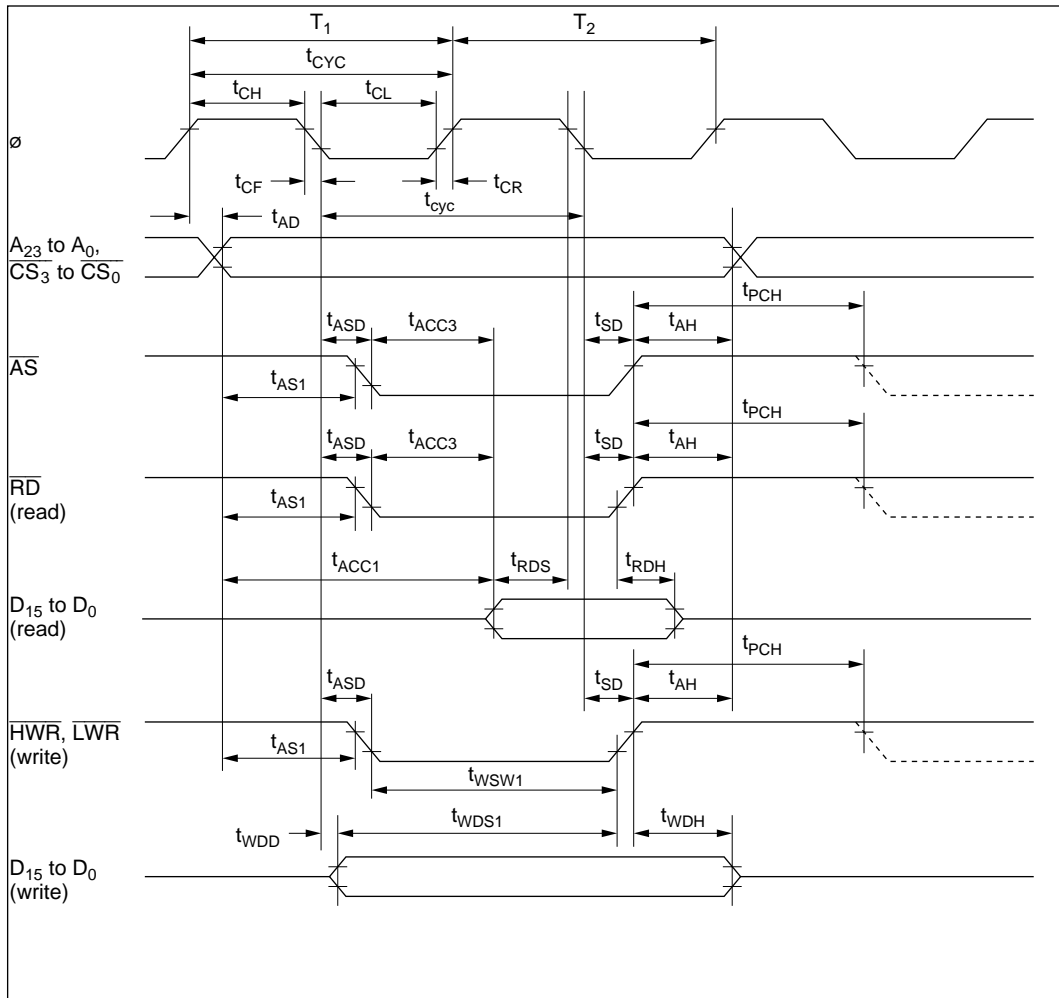 T1 T2
tCYC
tCH tCL
ø
tCF tCR
tcyc
tAD
A23 to A0,
CS3 to CS0
tPCH
tASD tACC3 tSD tAH
AS
tAS1
tPCH
tASD tACC3 tSD tAH
RD
(read)
tAS1
tACC1 tRDS tRDH
D15 to D0
(read)
tPCH
tASD tSD tAH
HWR, LWR
(write)
tAS1
tWSW1
tWDD tWDS1 tWDH
D15 to D0
(write)